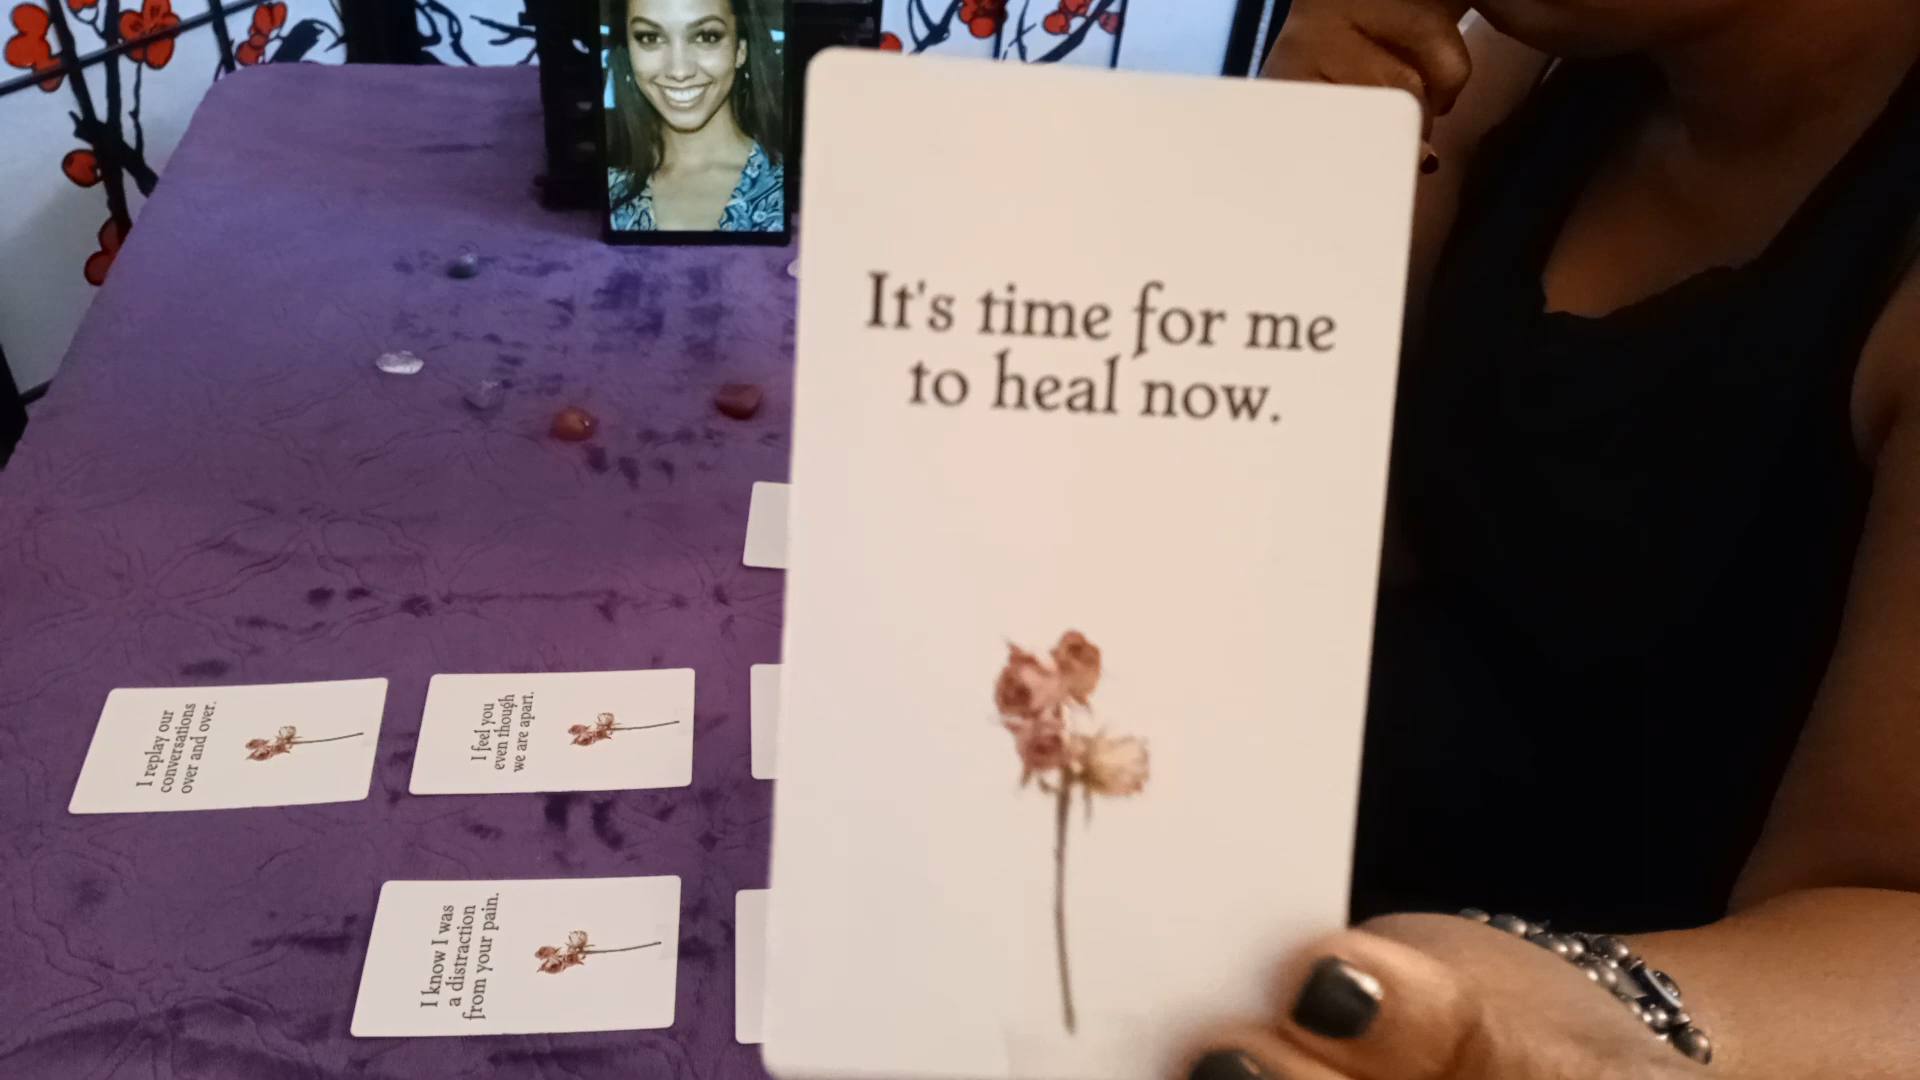 It's time for me
to heal now.
I replay our
conversations
over and over.
I feel you
even though
we are apart.
I know I was
a distraction
from your pain.